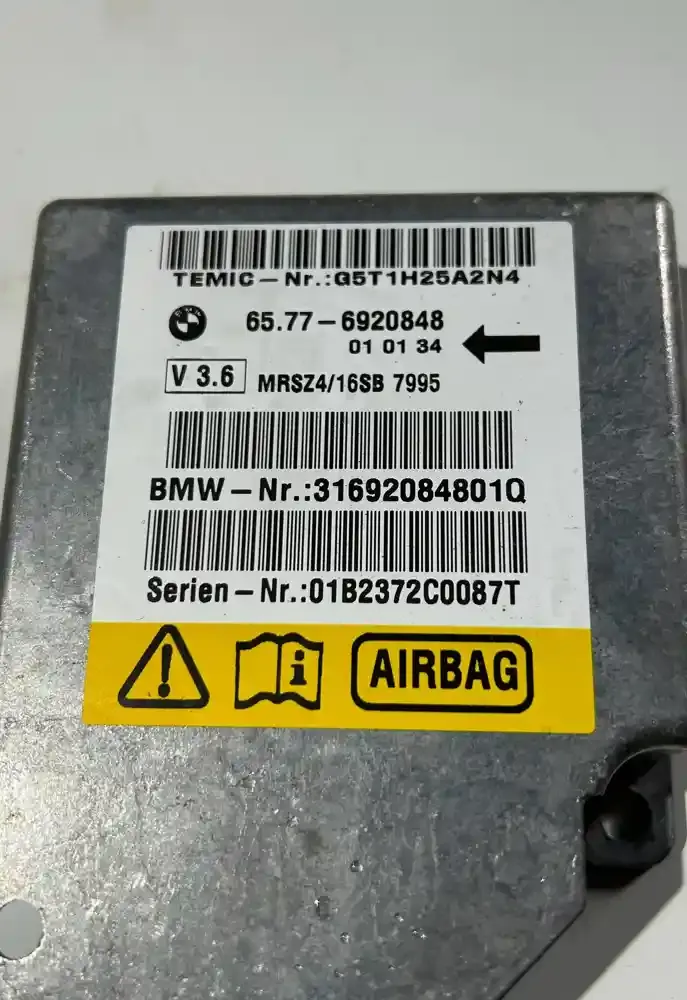 TEMIC-Nr.:G5T1H25A2N4
BMW
65.77-6920848
01 01 34
V 3.6 MRSZ4/16SB 7995
BMW-Nr.:31692084801Q
Serien-Nr.:01B2372C0087T
! i AIRBAG